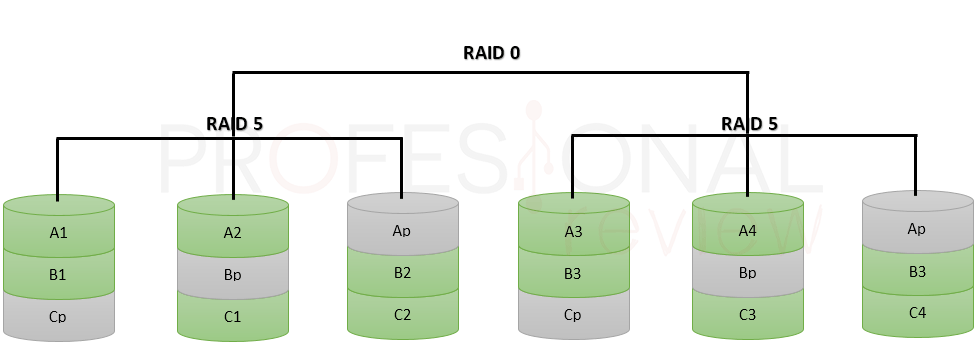 RAID 0
RAID 5
RAID 5
PROFESIONAL
review
A1
A2
Ap
A3
A4
Ap
B1
Bp
B2
B3
Bp
B3
Cp
C1
C2
Cp
C3
C4